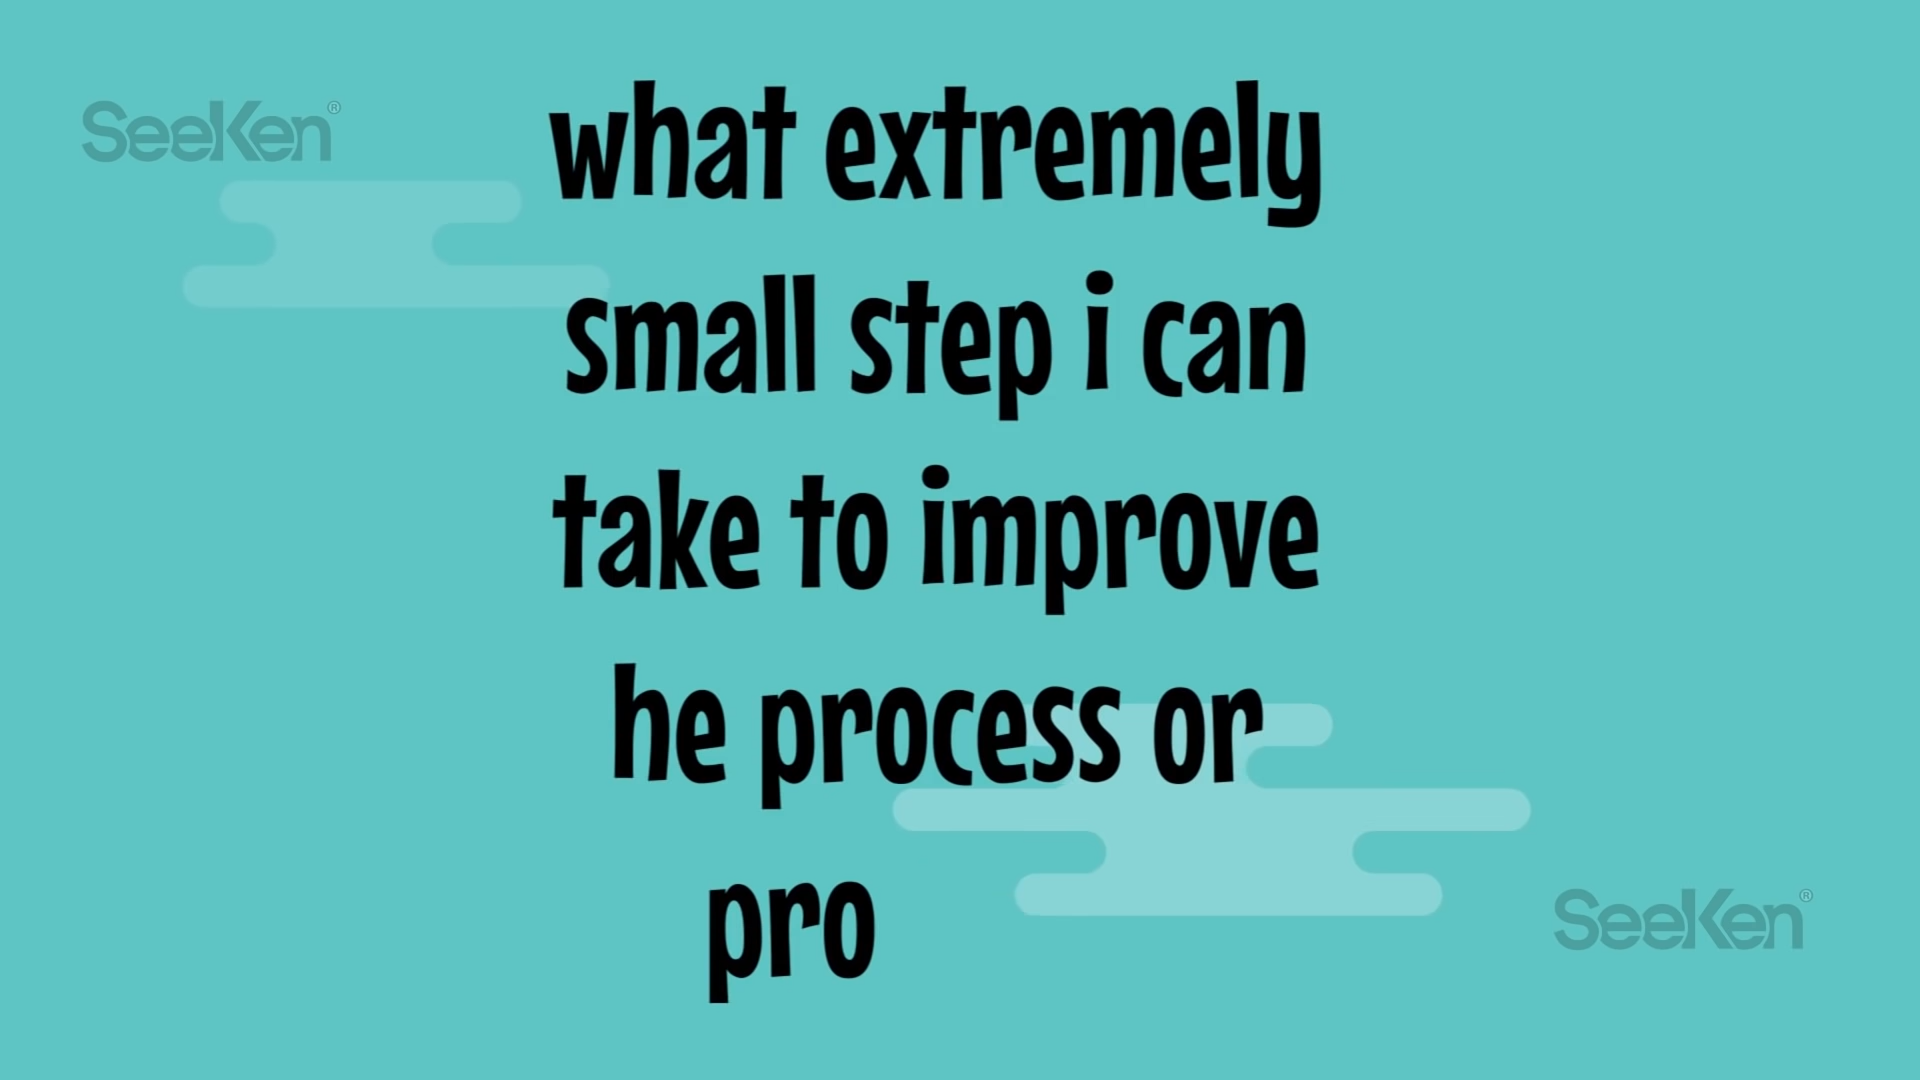 SeeKen®
what extremely
small step i can
take to improve
he process or
pro
SeeKen®